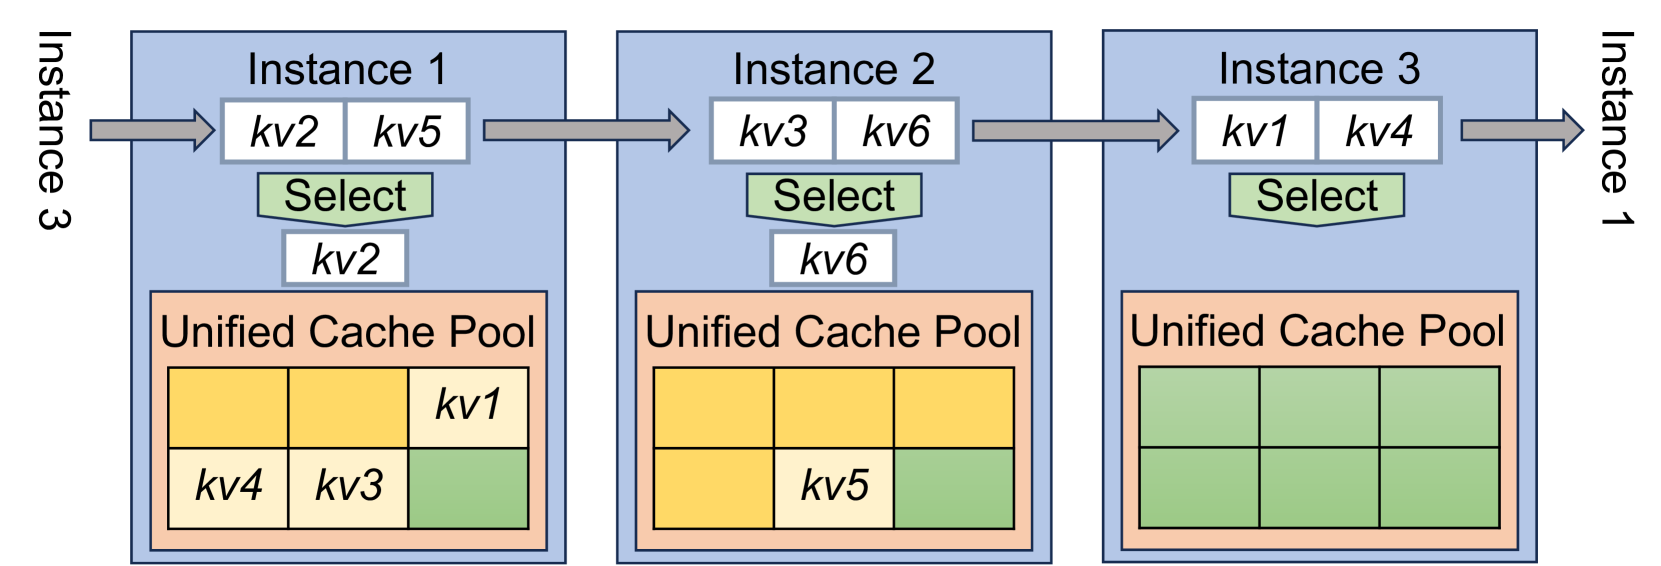 Instance 3
Instance 1
kv2 kv5
Select
kv2
Unified Cache Pool
kv1
kv4 kv3
Instance 2
kv3 kv6
Select
kv6
Unified Cache Pool
kv5
Instance 3
kv1 kv4
Select
Unified Cache Pool
Instance 1